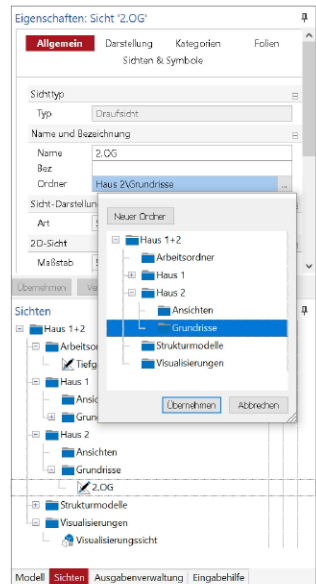 Eigenschaften: Sicht '2.OG'
Allgemein Darstellung Kategorien Folien
Sichten & Symbole
Sichttyp
Typ Draufsicht
Name und Bezeichnung
Name 2.OG
Bez
Ordner Haus 2\Grundrisse ...
Sicht-Darstellun
Art
2D-Sicht
Maßstab
Übernehmen
Neuer Ordner
Haus 1+2
Arbeitsordner
Haus 1
Haus 2
Ansichten
Grundrisse
Strukturmodelle
Visualisierungen
Übernehmen Abbrechen
Sichten
Haus 1+2
Arbeitso
Tiefg
Haus 1
Ansic
Grun
Haus 2
Ansichten
Grundrisse
2.OG
Strukturmodelle
Visualisierungen
Visualisierungssicht
Modell Sichten Ausgabenverwaltung Eingabehilfe